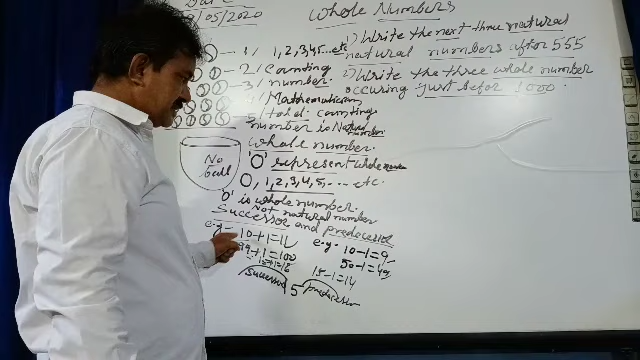 /05/2020
Whole Numbers
1, 2, 3, 4, 5 ... etc
2/ Counting
3/ number.
4/ Mathematician
5/ total counting
number is Natural number
whole number.
'0' represent whole number
No ball
0, 1, 2, 3, 4, 5, .... etc.
'0' is whole number.
Not natural number
Successor and predecessor
e.g- 10+1=11
99+1=100
15+1=16
Successor 5 predecessor
e.g- 10-1=9
50-1=49
15-1=14
1) Write the next three natural
natural numbers after 555
2) Write the three whole number
occuring just befor 1000.